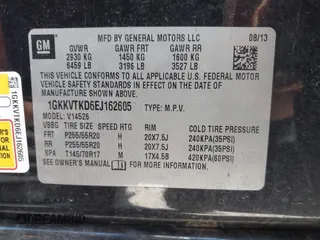 GM
MFD BY GENERAL MOTORS LLC 08/13
GVWR GAWR FRT GAWR RR
2930 KG 1450 KG 1600 KG
6459 LB 3196 LB 3527 LB
THIS VEHICLE CONFORMS TO ALL APPLICABLE U.S. FEDERAL MOTOR
VEHICLE SAFETY, BUMPER, AND THEFT PREVENTION STANDARDS
IN EFFECT ON THE DATE OF MANUFACTURE SHOWN ABOVE.
1GKKVTKD6EJ162605 TYPE: M.P.V.
MODEL: V14526
VBBG TIRE SIZE SPEED RTG RIM COLD TIRE PRESSURE
FRT P255/55R20 H 20X7.5J 240KPA(35PSI)
RR P255/55R20 H 20X7.5J 240KPA(35PSI)
SPA T145/70R17 M 17X4.5B 420KPA(60PSI)
SEE OWNER'S MANUAL FOR MORE INFORMATION
1GKKVTKD6EJ162605